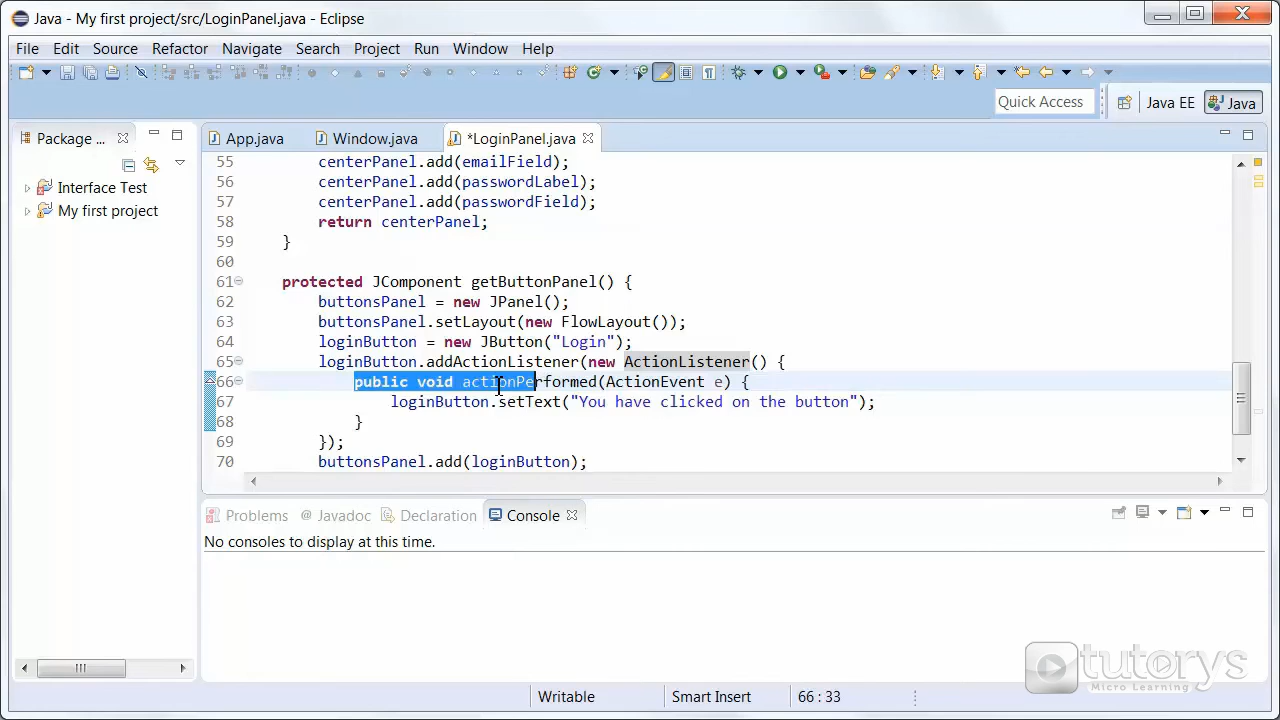 Java - My first project/src/LoginPanel.java - Eclipse
File Edit Source Refactor Navigate Search Project Run Window Help
Quick Access Java EE Java
Package ... App.java Window.java *LoginPanel.java
Interface Test
My first project
55 centerPanel.add(emailField);
56 centerPanel.add(passwordLabel);
57 centerPanel.add(passwordField);
58 return centerPanel;
59 }
60
61 protected JComponent getButtonPanel() {
62 buttonsPanel = new JPanel();
63 buttonsPanel.setLayout(new FlowLayout());
64 loginButton = new JButton("Login");
65 loginButton.addActionListener(new ActionListener() {
66 public void actionPerformed(ActionEvent e) {
67 loginButton.setText("You have clicked on the button");
68 }
69 });
70 buttonsPanel.add(loginButton);
Problems @ Javadoc Declaration Console
No consoles to display at this time.
Writable Smart Insert 66 : 33
tutorys
Micro Learning